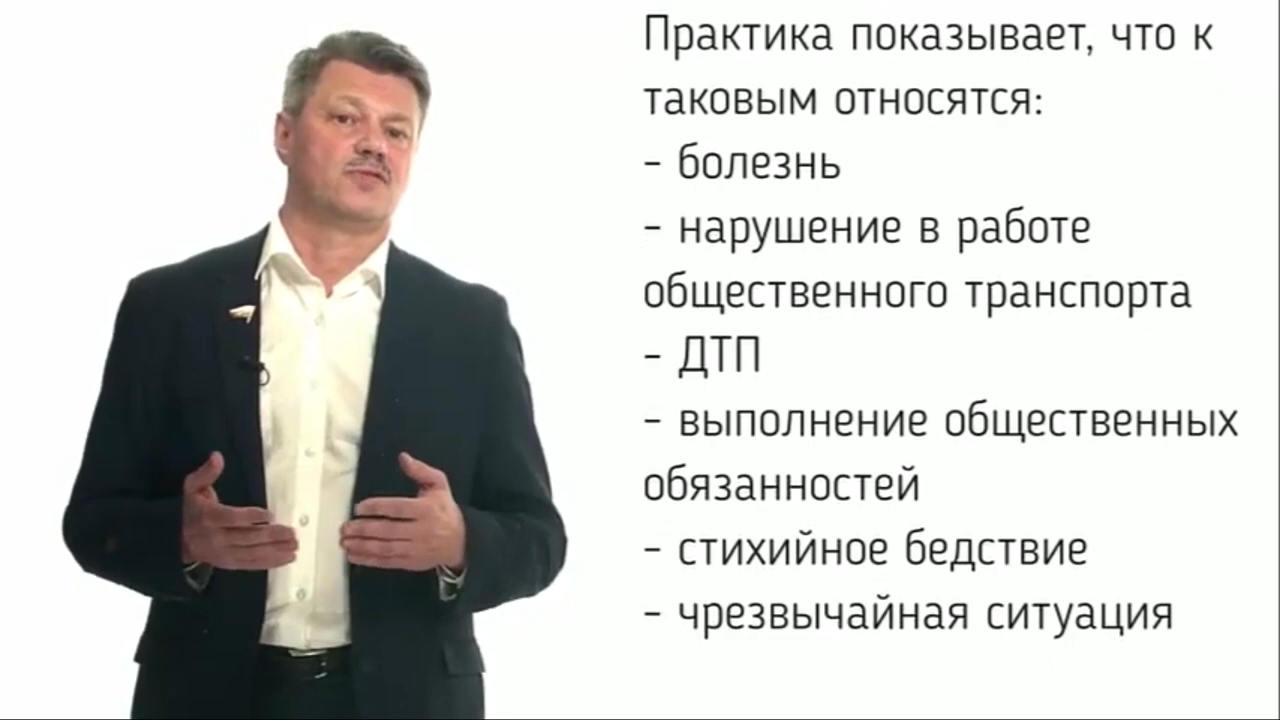 Практика показывает, что к
таковым относятся:
- болезнь
- нарушение в работе
общественного транспорта
- ДТП
- выполнение общественных
обязанностей
- стихийное бедствие
- чрезвычайная ситуация